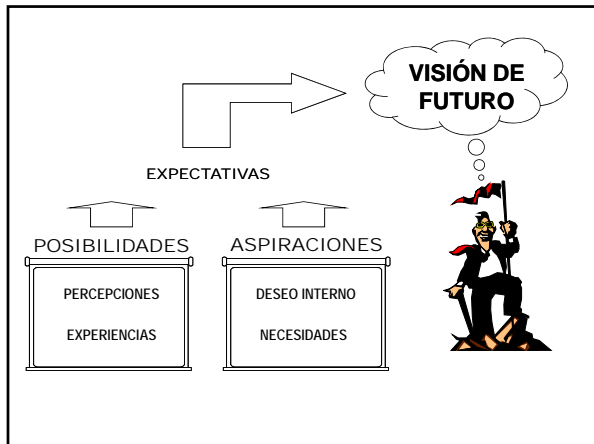 VISIÓN DE
FUTURO
EXPECTATIVAS
POSIBILIDADES
ASPIRACIONES
PERCEPCIONES
EXPERIENCIAS
DESEO INTERNO
NECESIDADES